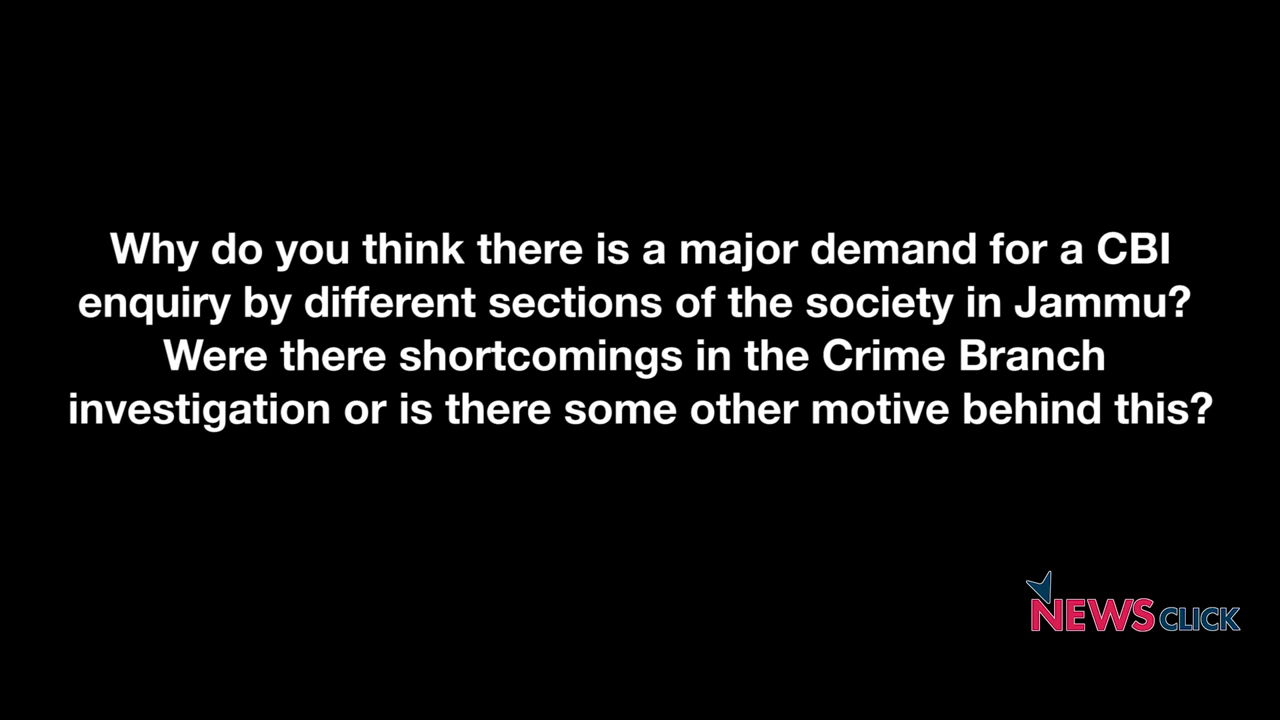 Why do you think there is a major demand for a CBI
enquiry by different sections of the society in Jammu?
Were there shortcomings in the Crime Branch
investigation or is there some other motive behind this?
NEWSCLICK